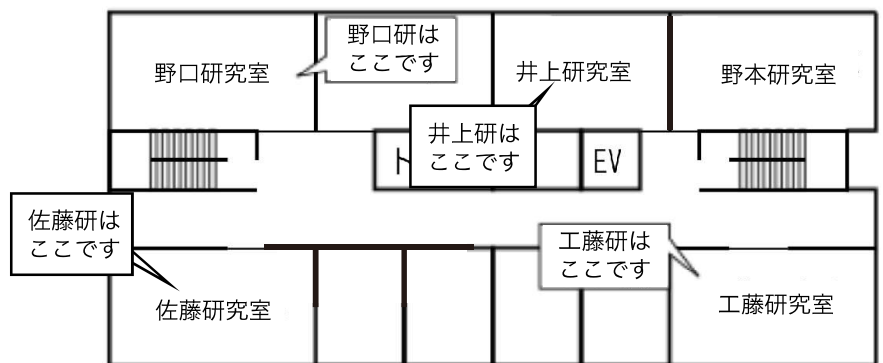 野口研は
ここです
野口研究室
井上研究室
野本研究室
井上研は
ここです
ト
EV
佐藤研は
ここです
工藤研は
ここです
佐藤研究室
工藤研究室